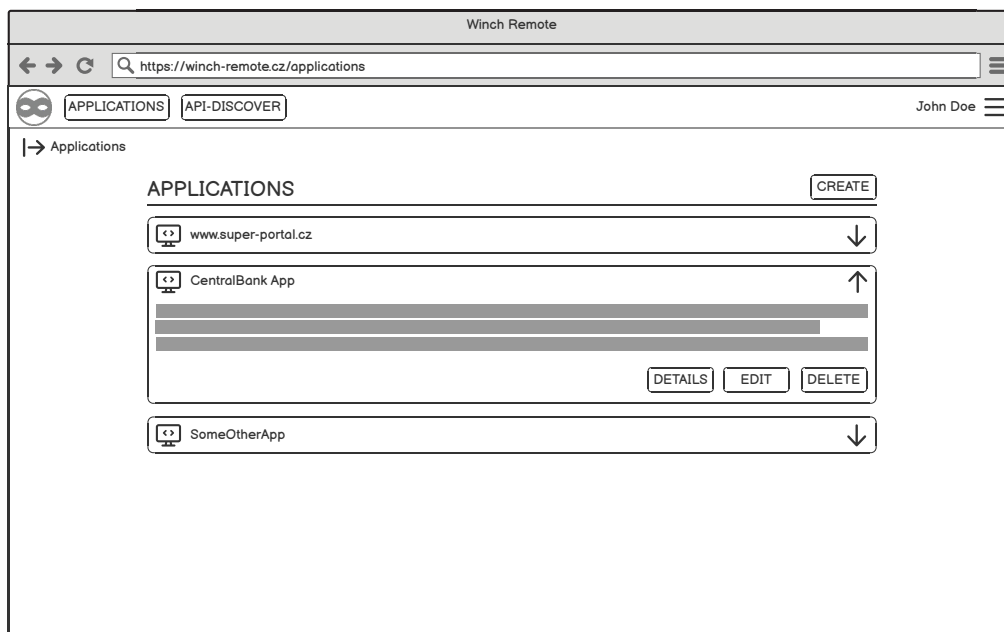 Winch Remote
https://winch-remote.cz/applications
APPLICATIONS API-DISCOVER John Doe
Applications
APPLICATIONS CREATE
www.super-portal.cz
CentralBank App
DETAILS EDIT DELETE
SomeOtherApp